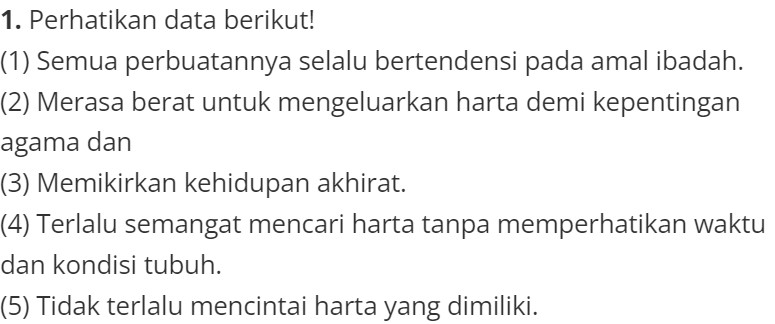 1. Perhatikan data berikut!
(1) Semua perbuatannya selalu bertendensi pada amal ibadah.
(2) Merasa berat untuk mengeluarkan harta demi kepentingan
agama dan
(3) Memikirkan kehidupan akhirat.
(4) Terlalu semangat mencari harta tanpa memperhatikan waktu
dan kondisi tubuh.
(5) Tidak terlalu mencintai harta yang dimiliki.